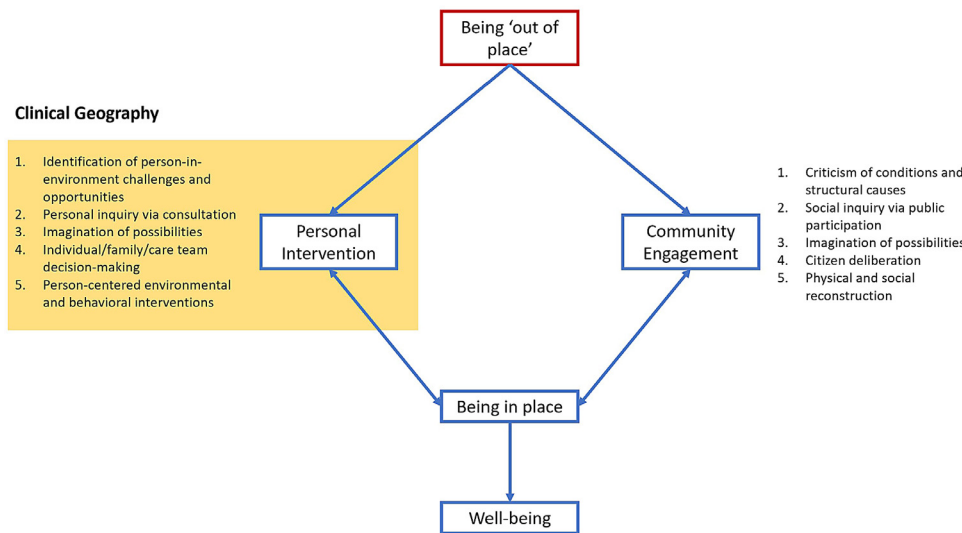 Being ‘out of
place’
Clinical Geography
1. Identification of person-in-
environment challenges and
opportunities
2. Personal inquiry via consultation
3. Imagination of possibilities
4. Individual/family/care team
decision-making
5. Person-centered environmental
and behavioral interventions
Personal
Intervention
Community
Engagement
1. Criticism of conditions and
structural causes
2. Social inquiry via public
participation
3. Imagination of possibilities
4. Citizen deliberation
5. Physical and social
reconstruction
Being in place
Well-being